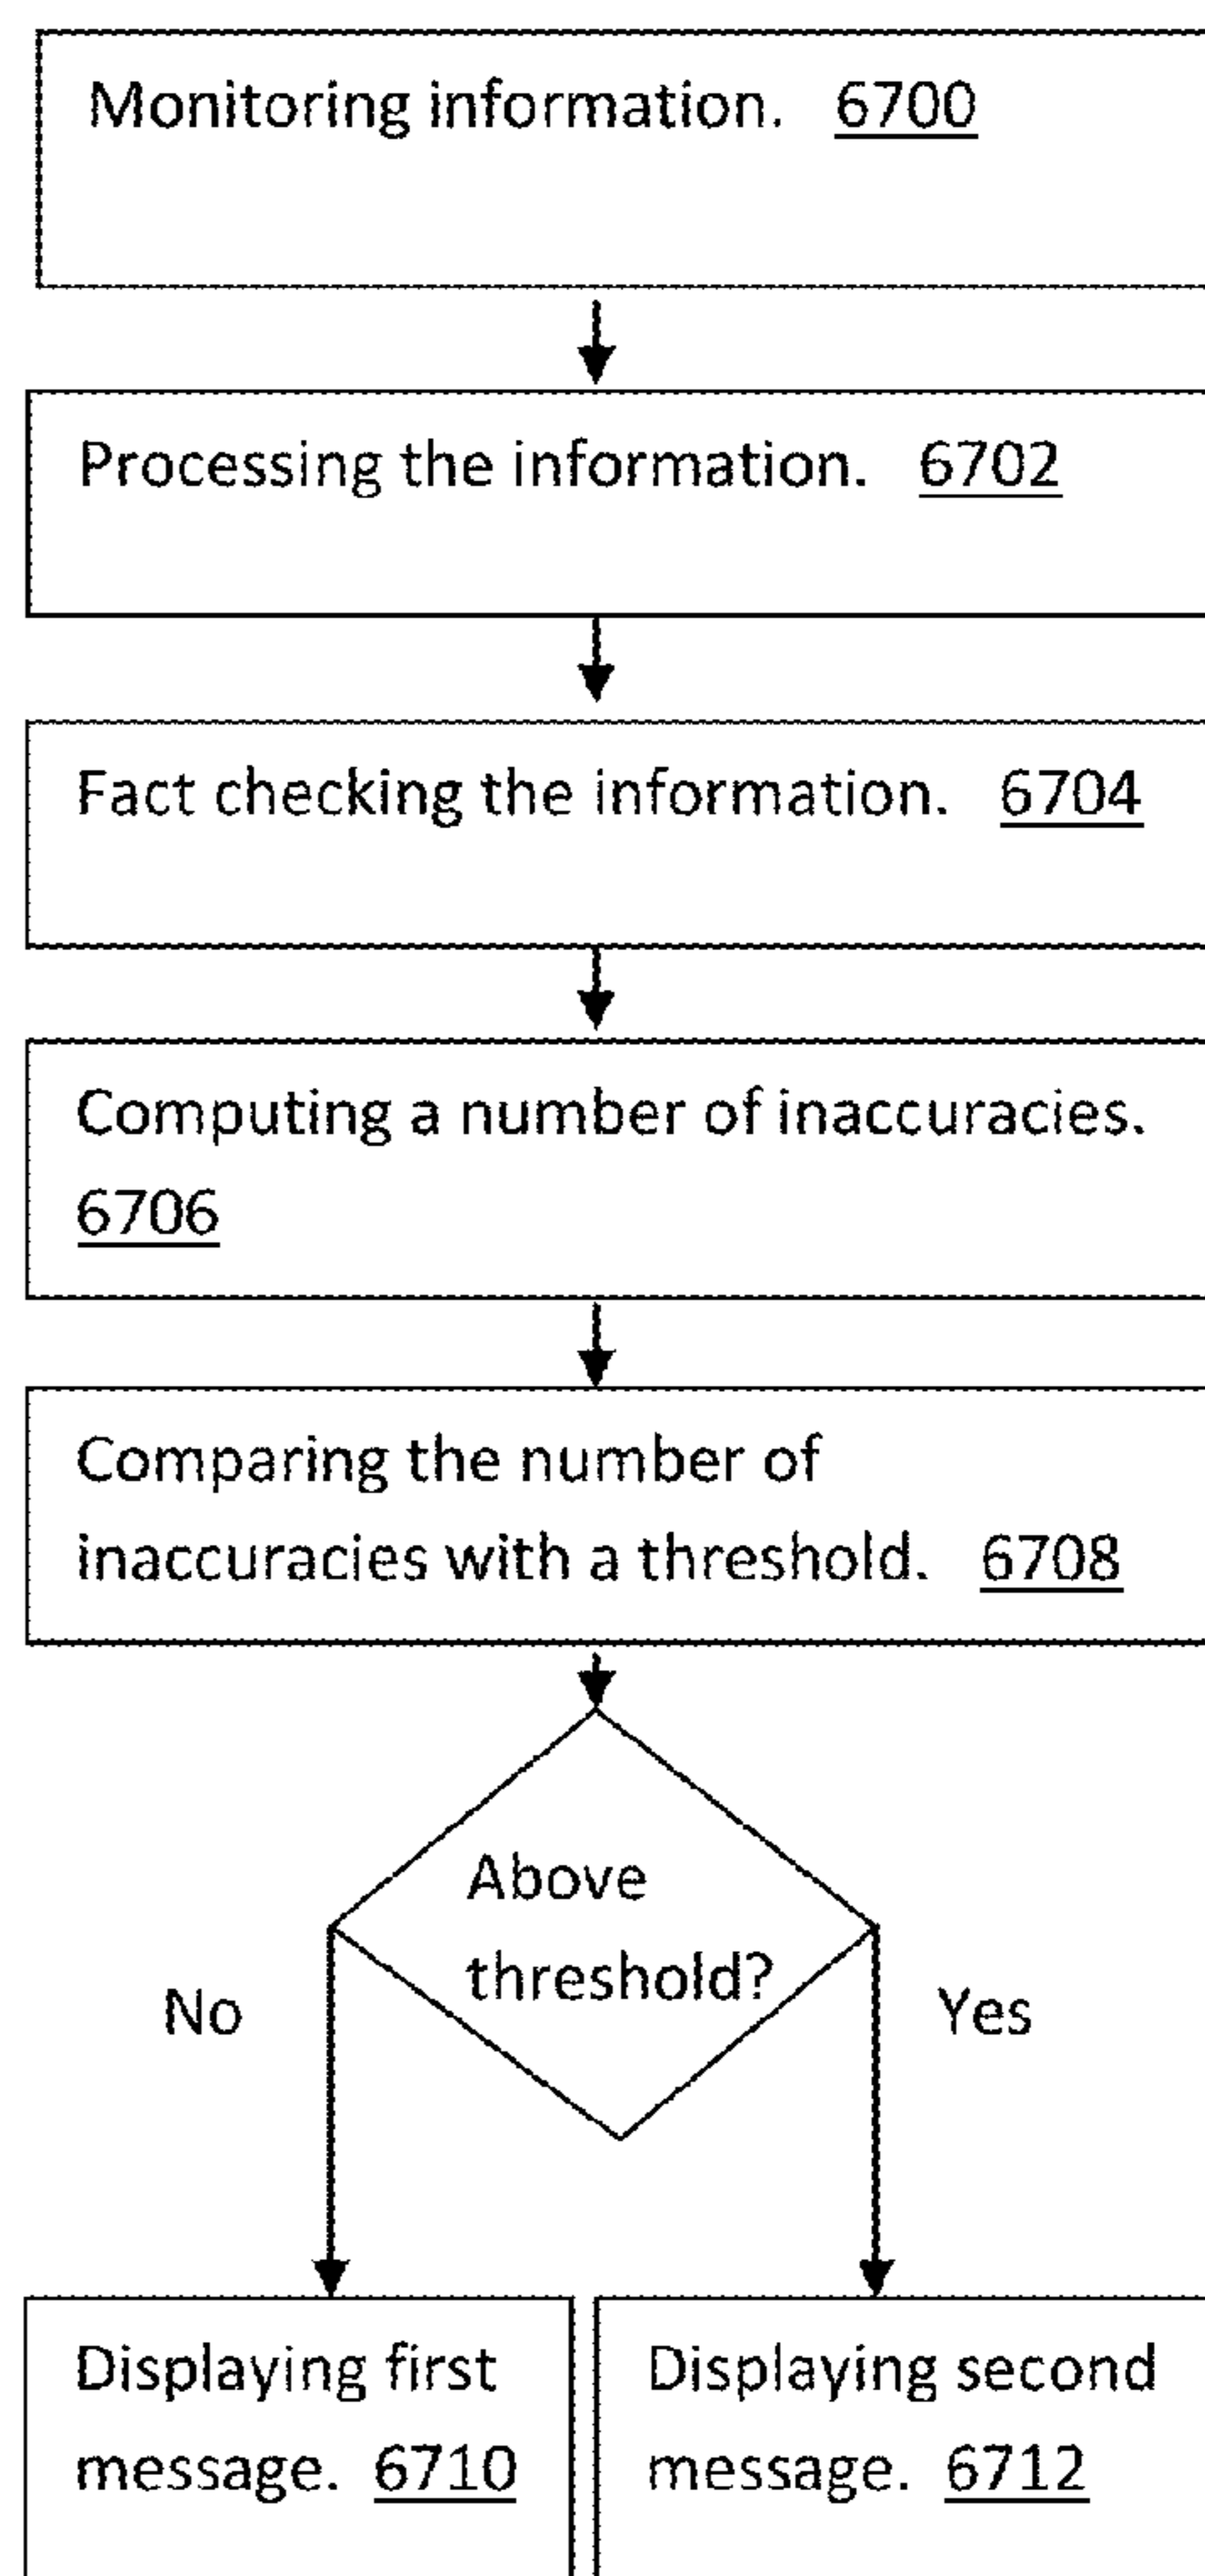 Monitoring information. 6700
Processing the information. 6702
Fact checking the information. 6704
Computing a number of inaccuracies.
6706
Comparing the number of
inaccuracies with a threshold. 6708
Above
threshold?
No
Yes
Displaying first
message. 6710
Displaying second
message. 6712